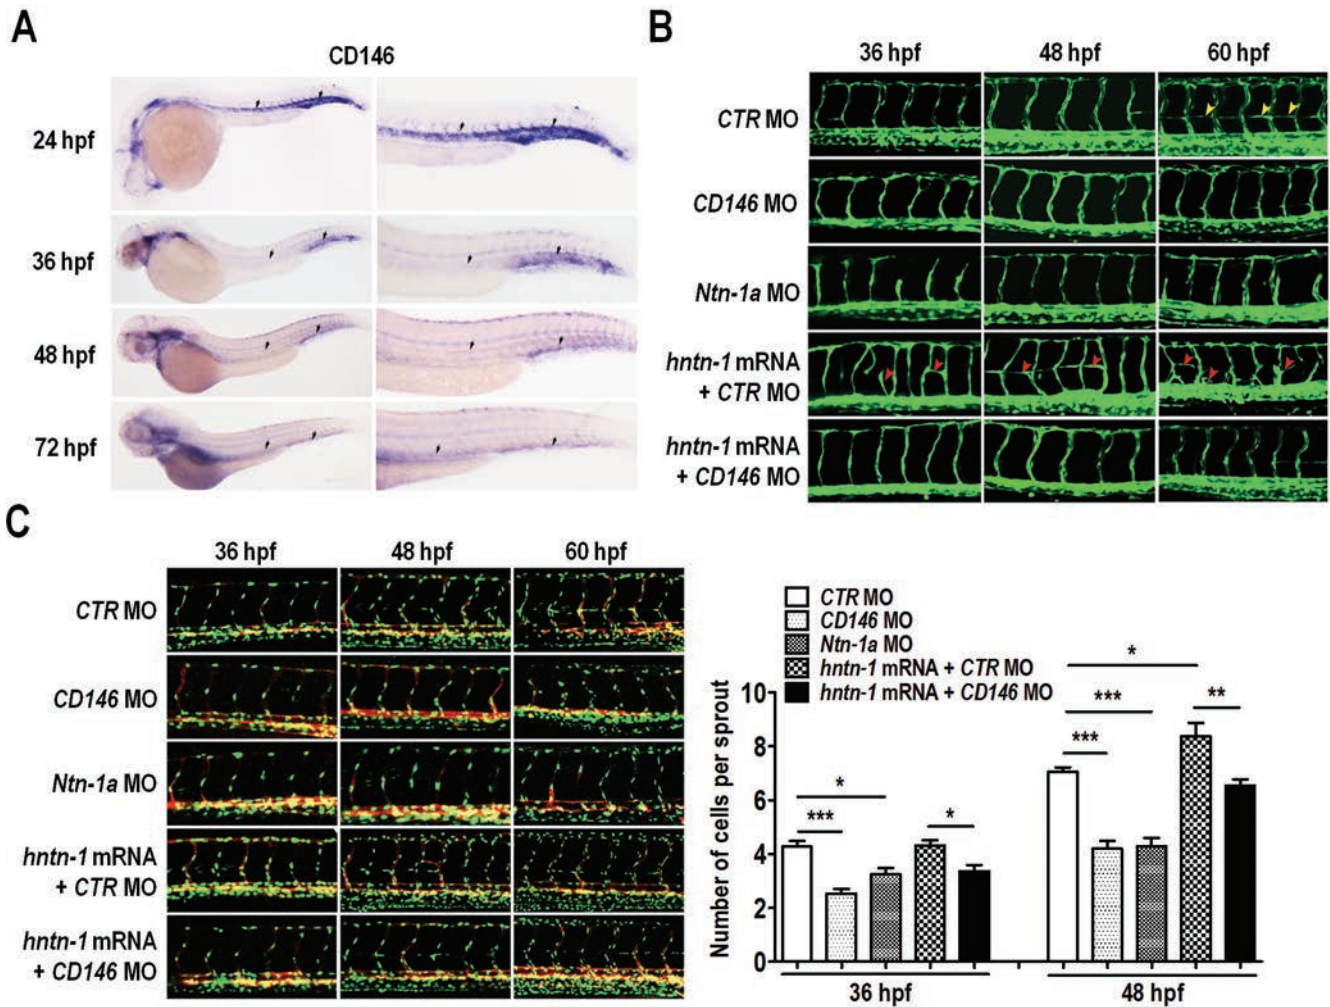 A
CD146
24 hpf
36 hpf
48 hpf
72 hpf
B
36 hpf
48 hpf
60 hpf
CTR MO
CD146 MO
Ntn-1a MO
hntn-1 mRNA
+ CTR MO
hntn-1 mRNA
+ CD146 MO
C
36 hpf
48 hpf
60 hpf
CTR MO
CD146 MO
Ntn-1a MO
hntn-1 mRNA
+ CTR MO
hntn-1 mRNA
+ CD146 MO
CTR MO
CD146 MO
Ntn-1a MO
hntn-1 mRNA + CTR MO
hntn-1 mRNA + CD146 MO
Number of cells per sprout
10
8
6
4
2
0
*
***
*
*
***
***
*
**
36 hpf
48 hpf